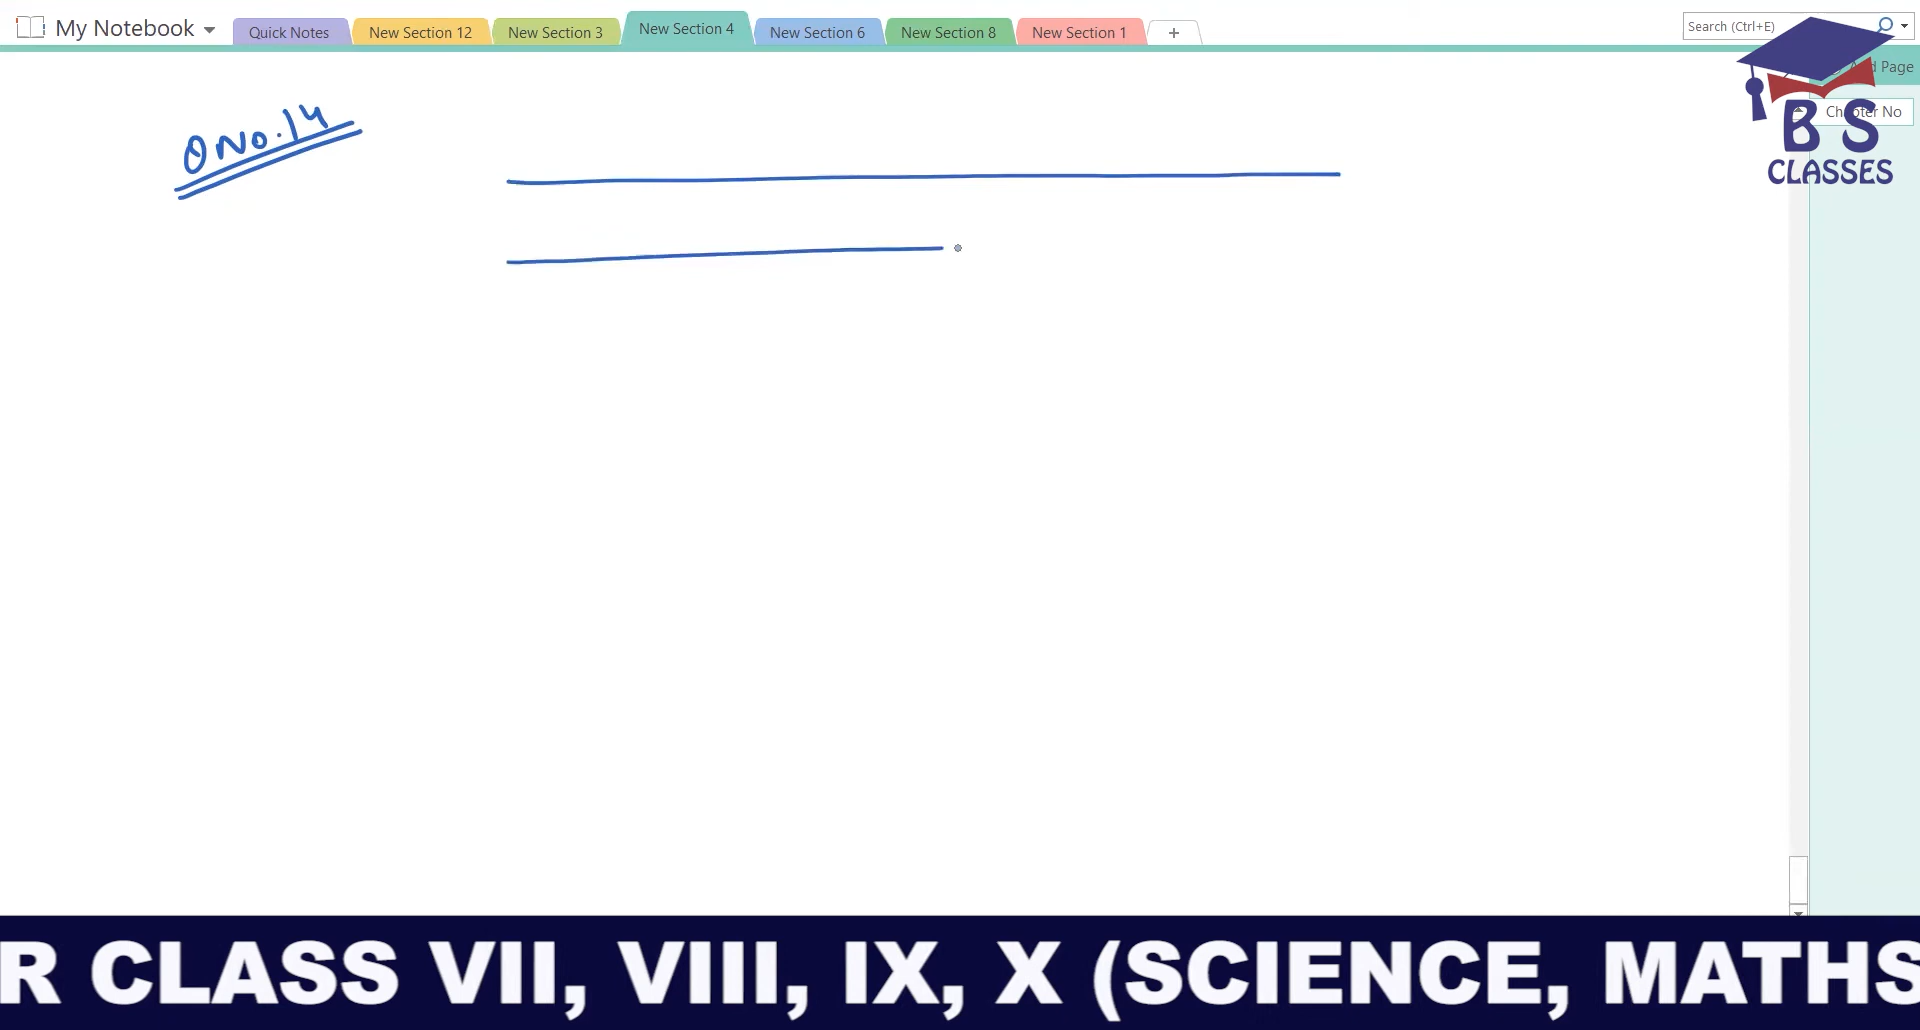 My Notebook
Quick Notes
New Section 12
New Section 3
New Section 4
New Section 6
New Section 8
New Section 1
+
Search (Ctrl+E)
Page
No
Q No. 14
B S
CLASSES
R CLASS VII, VIII, IX, X (SCIENCE, MATHS